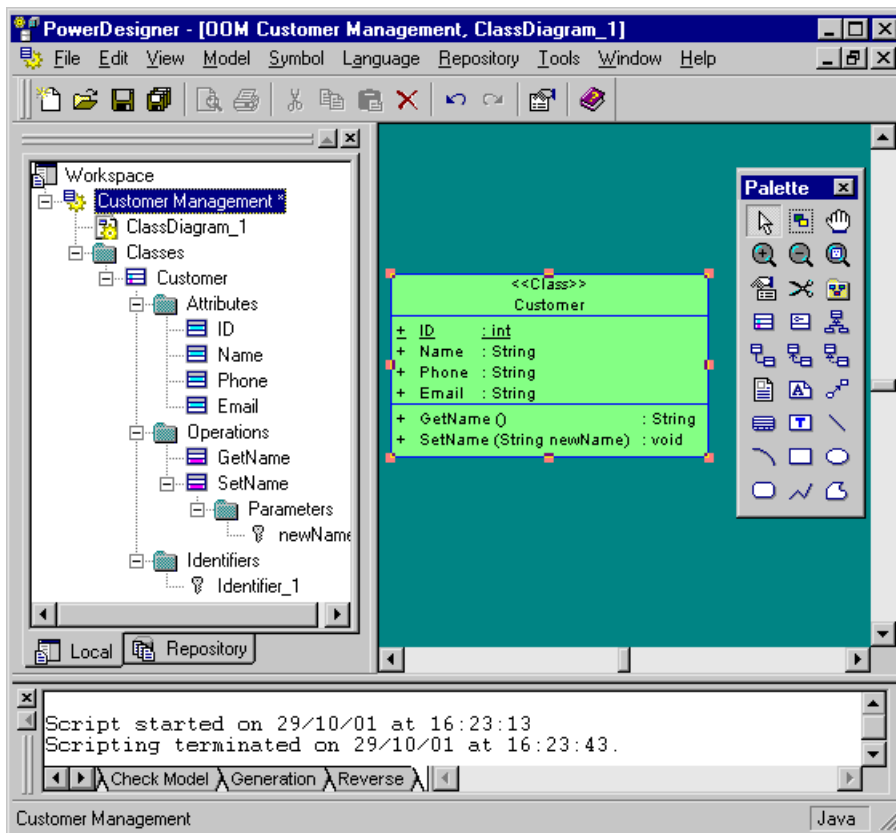 PowerDesigner - [OOM Customer Management, ClassDiagram_1]
File Edit View Model Symbol Language Repository Tools Window Help
Workspace
Customer Management *
ClassDiagram_1
Classes
Customer
Attributes
ID
Name
Phone
Email
Operations
GetName
SetName
Parameters
newName
Identifiers
Identifier_1
Local Repository
<<Class>>
Customer
+ ID : int
+ Name : String
+ Phone : String
+ Email : String
+ GetName () : String
+ SetName (String newName) : void
Palette
Script started on 29/10/01 at 16:23:13
Scripting terminated on 29/10/01 at 16:23:43.
Check Model Generation Reverse
Customer Management Java